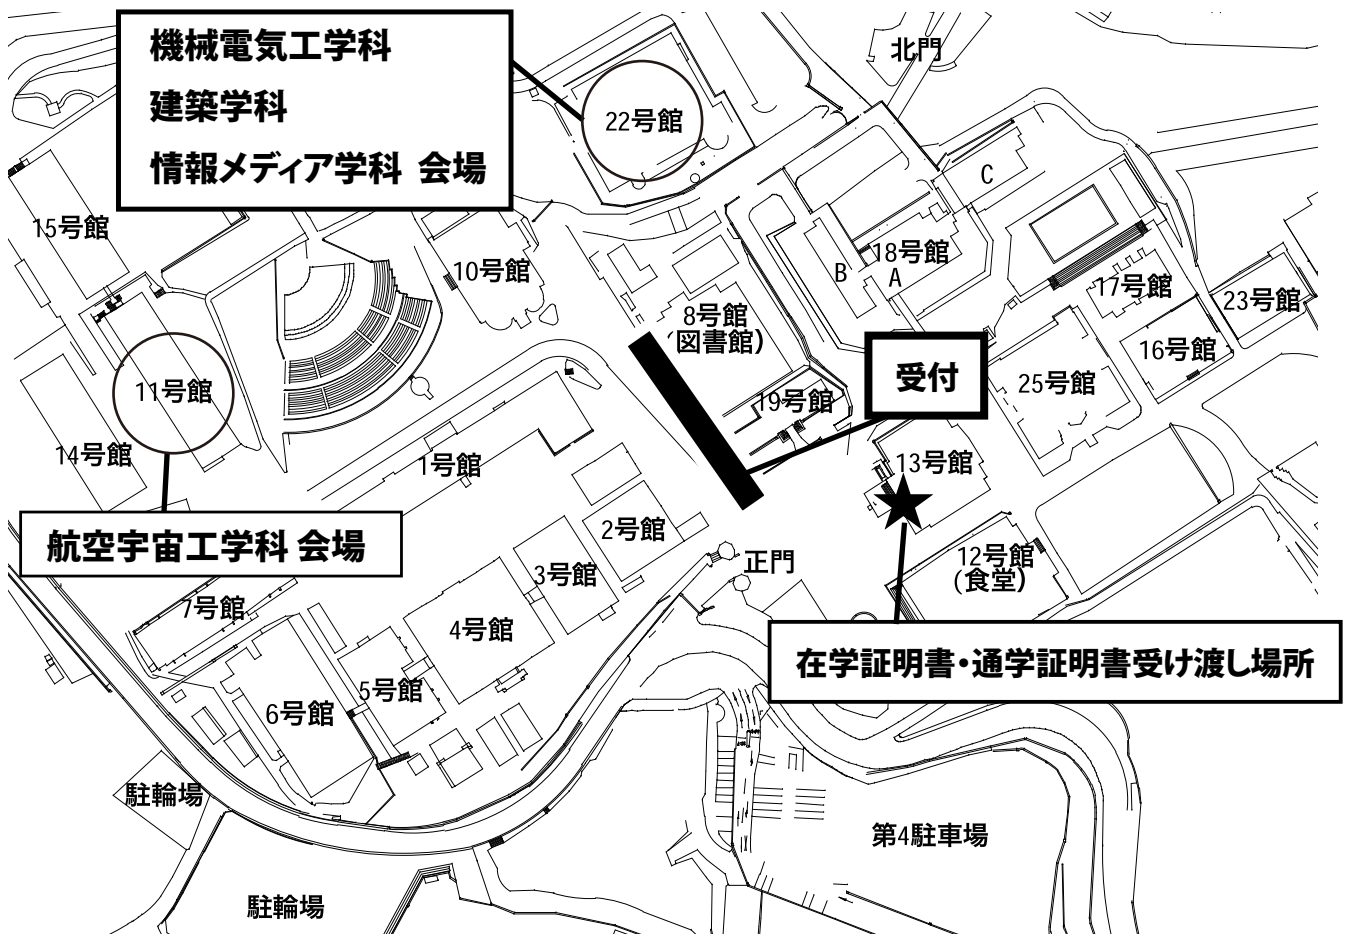 機械電気工学科
建築学科
情報メディア学科 会場
北門
22号館
C
15号館
18号館
10号館
B
A
17号館
23号館
8号館
(図書館)
16号館
受付
25号館
11号館
19号館
14号館
1号館
13号館
2号館
航空宇宙工学科 会場
正門
12号館
(食堂)
3号館
7号館
4号館
在学証明書・通学証明書受け渡し場所
5号館
6号館
駐輪場
第4駐車場
駐輪場